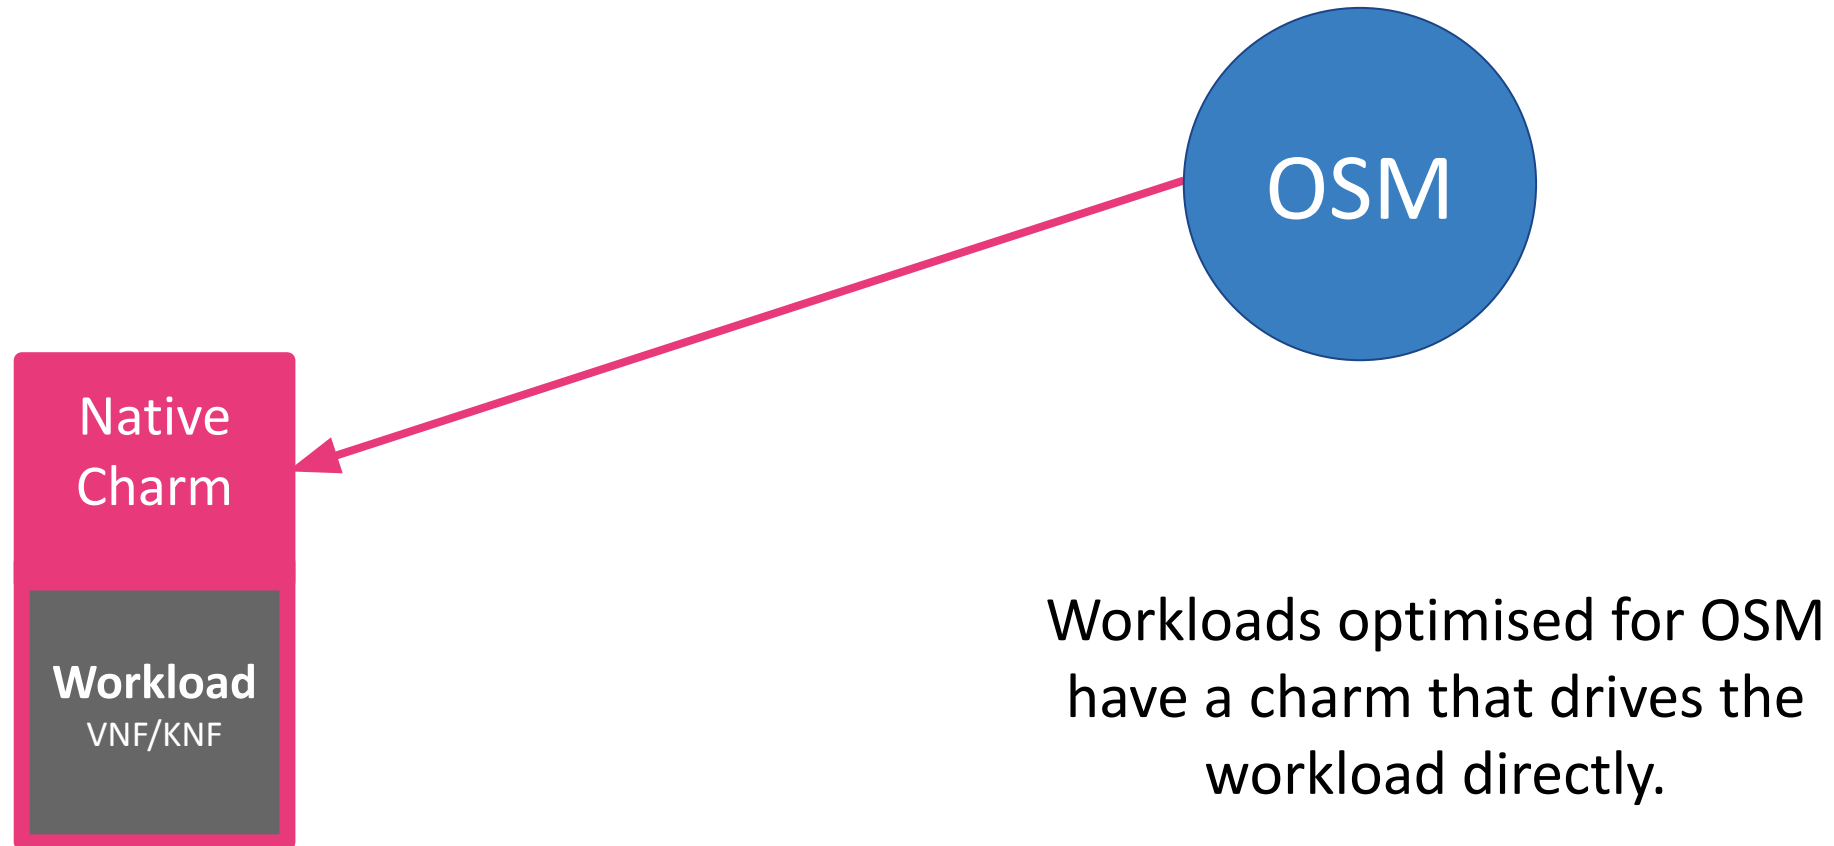 OSM
Native
Charm
Workload
VNF/KNF
Workloads optimised for OSM
have a charm that drives the
workload directly.